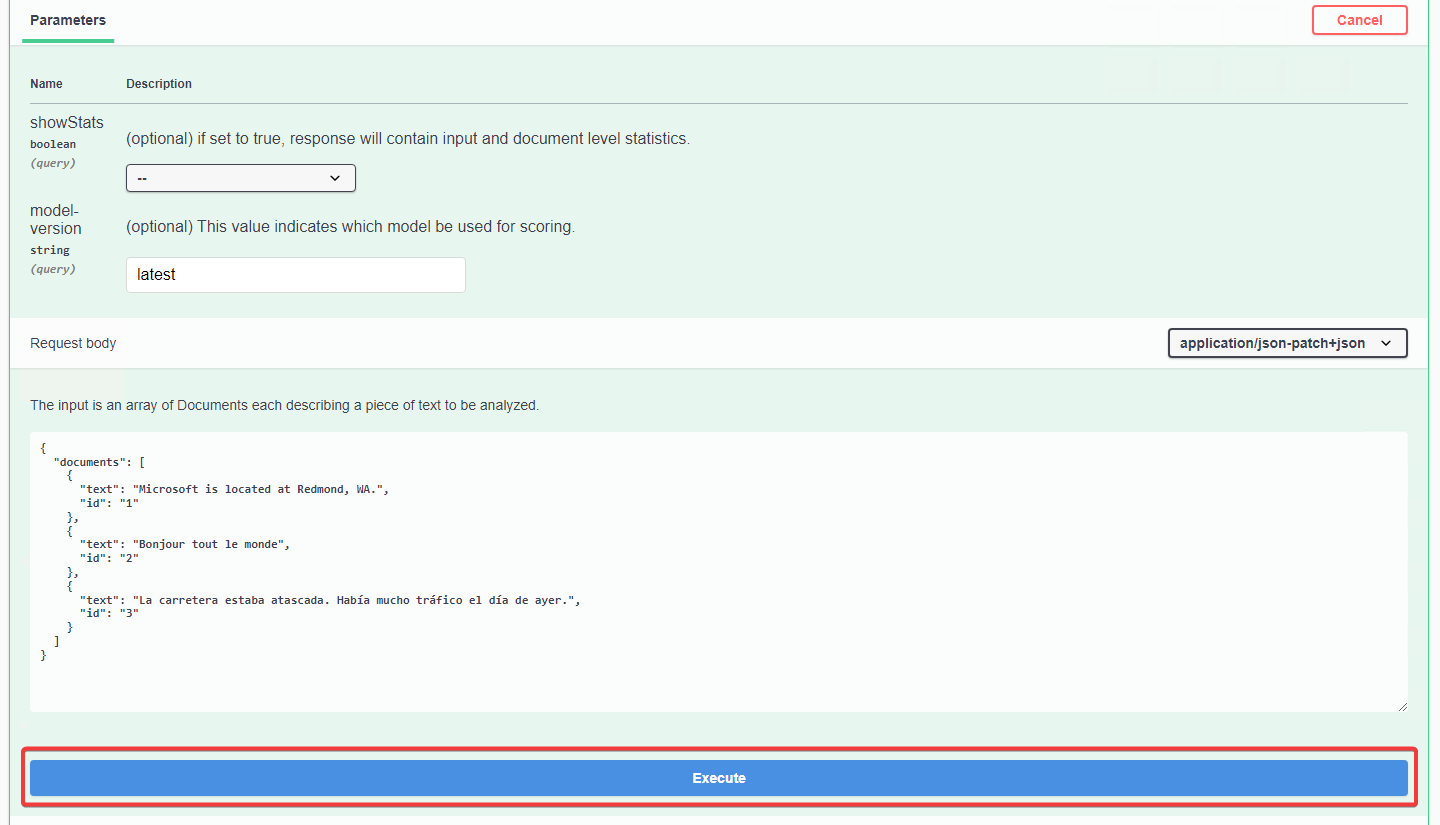 Parameters
Cancel
Name Description
showStats
boolean
(query)
(optional) if set to true, response will contain input and document level statistics.
--
model-
version
string
(query)
(optional) This value indicates which model be used for scoring.
latest
Request body
application/json-patch+json
The input is an array of Documents each describing a piece of text to be analyzed.
{
  "documents": [
    {
      "text": "Microsoft is located at Redmond, WA.",
      "id": "1"
    },
    {
      "text": "Bonjour tout le monde",
      "id": "2"
    },
    {
      "text": "La carretera estaba atascada. Había mucho tráfico el día de ayer.",
      "id": "3"
    }
  ]
}
Execute